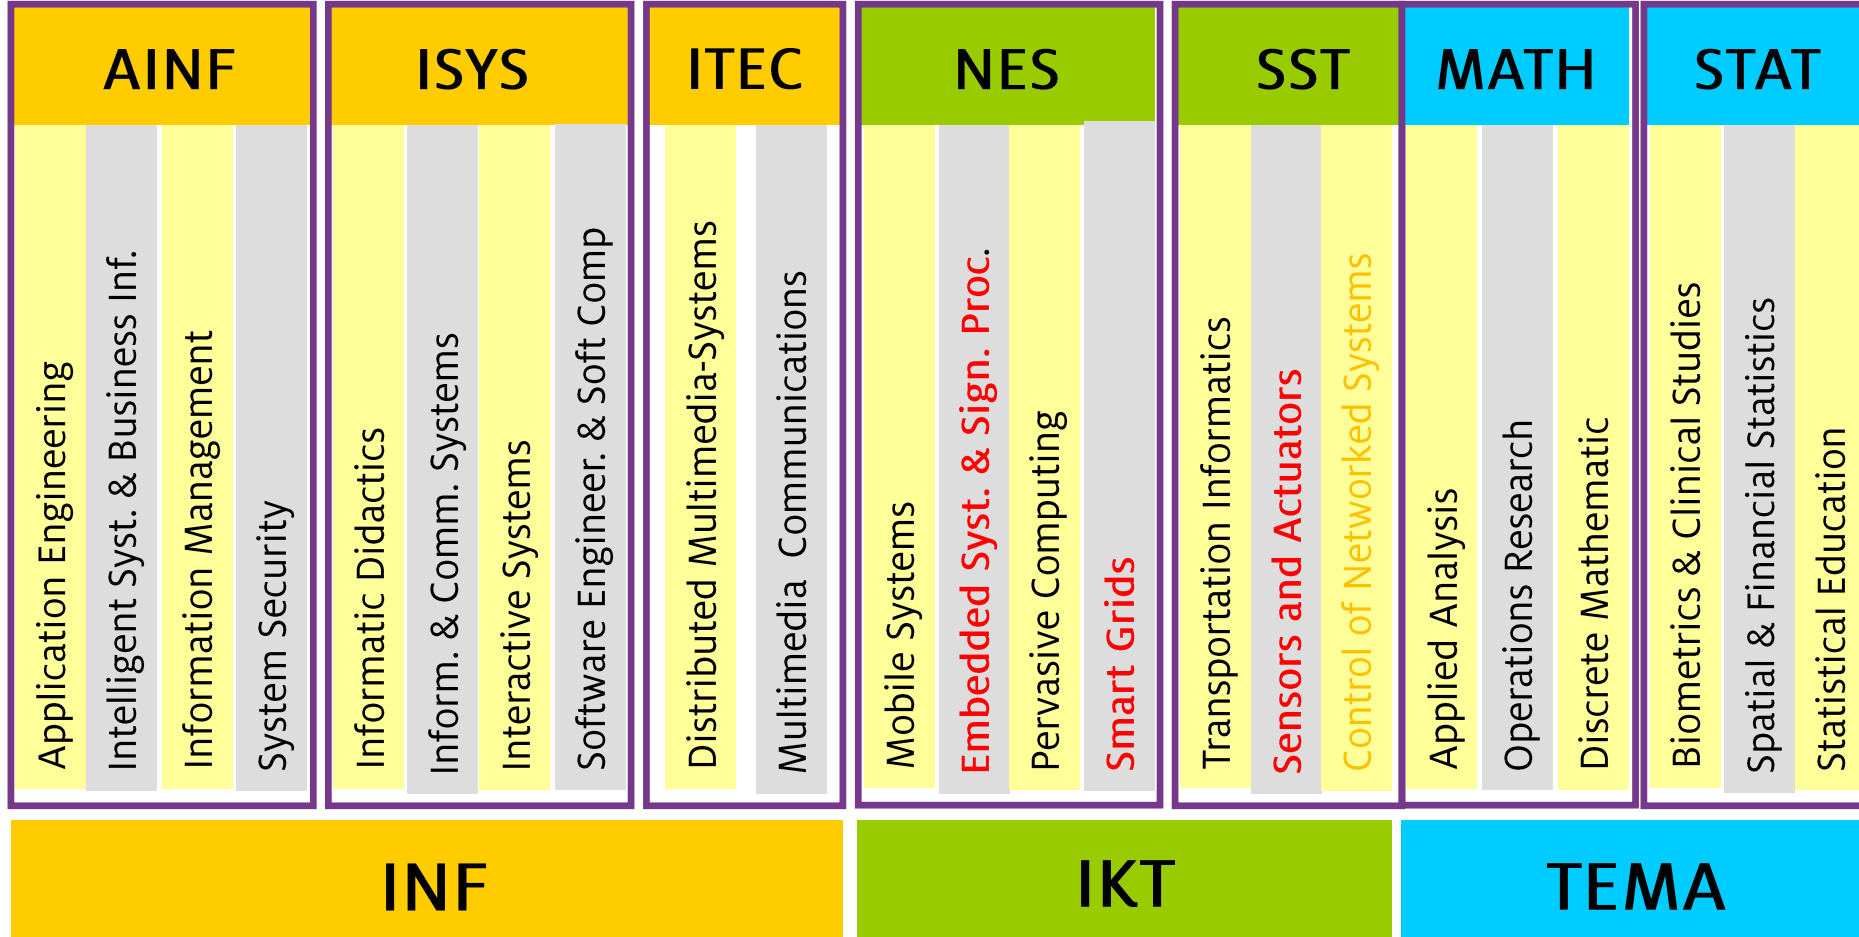 AINF
Application Engineering
Intelligent Syst. & Business Inf.
Information Management
System Security
ISYS
Informatic Didactics
Inform. & Comm. Systems
Interactive Systems
Software Engineer. & Soft Comp
ITEC
Distributed Multimedia-Systems
Multimedia Communications
NES
Mobile Systems
Embedded Syst. & Sign. Proc.
Pervasive Computing
Smart Grids
SST
Transportation Informatics
Sensors and Actuators
Control of Networked Systems
MATH
Applied Analysis
Operations Research
Discrete Mathematic
STAT
Biometrics & Clinical Studies
Spatial & Financial Statistics
Statistical Education
INF
IKT
TEMA